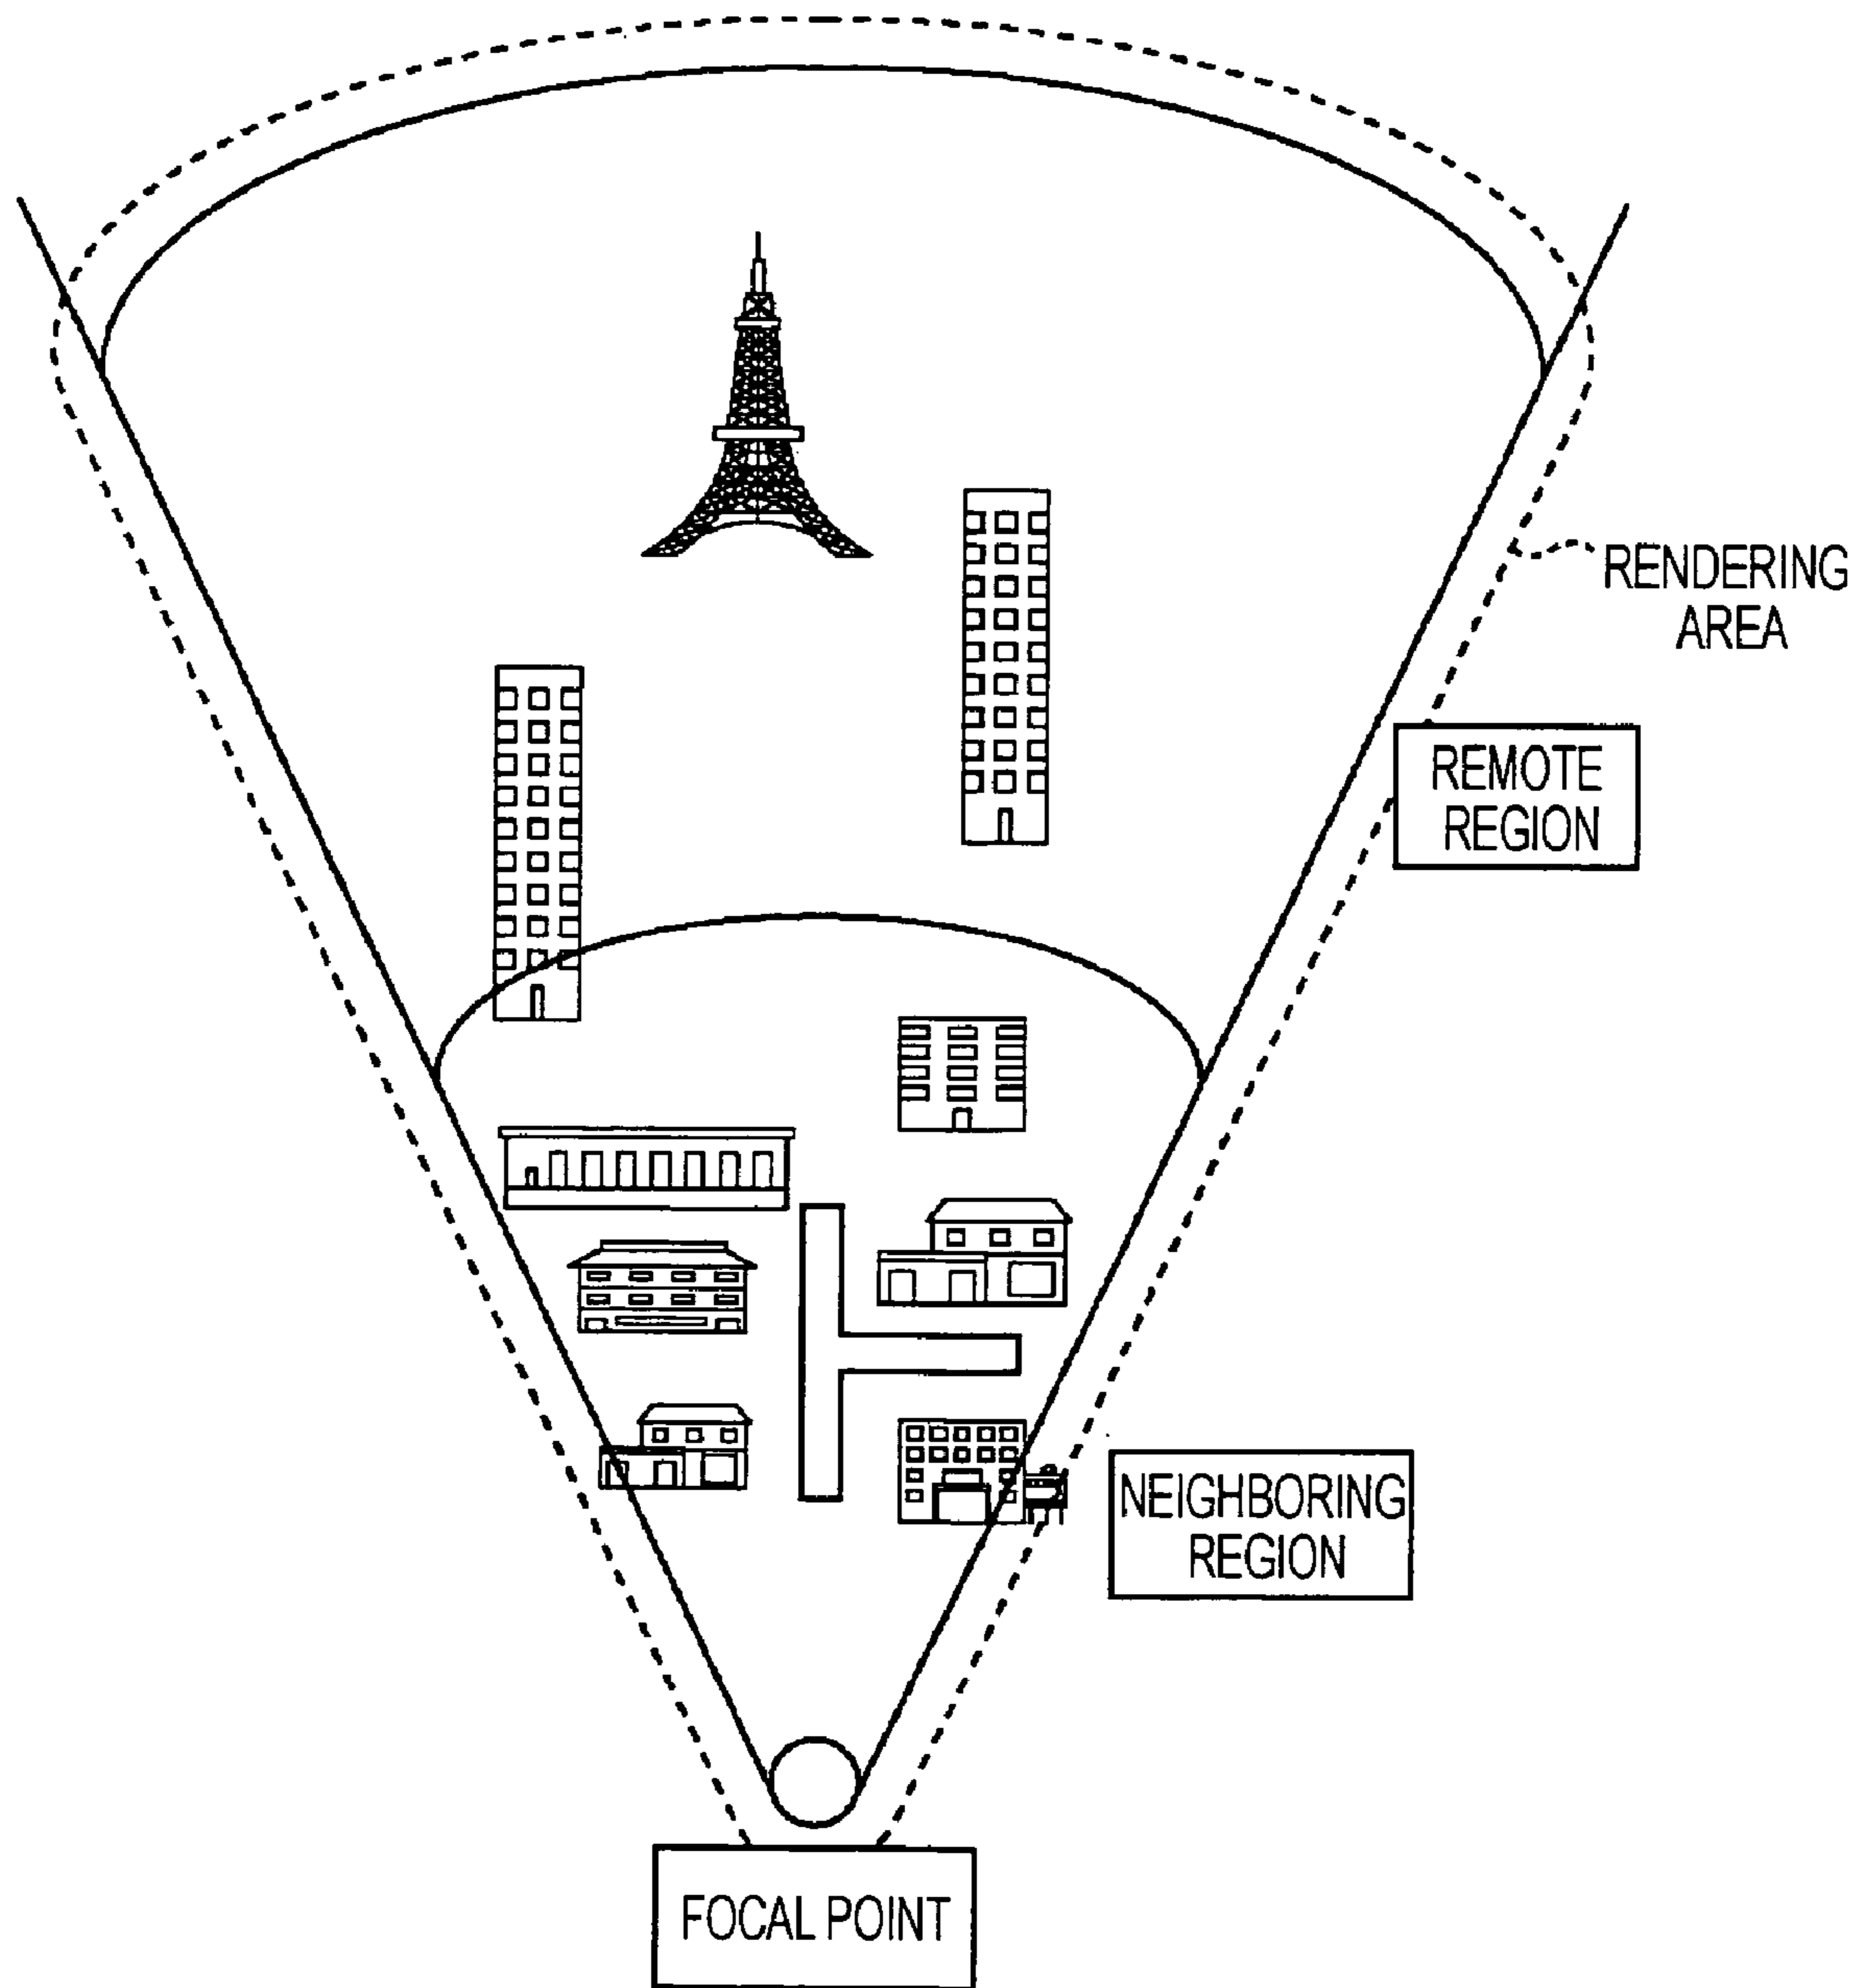 RENDERING
AREA
REMOTE
REGION
NEIGHBORING
REGION
FOCAL POINT